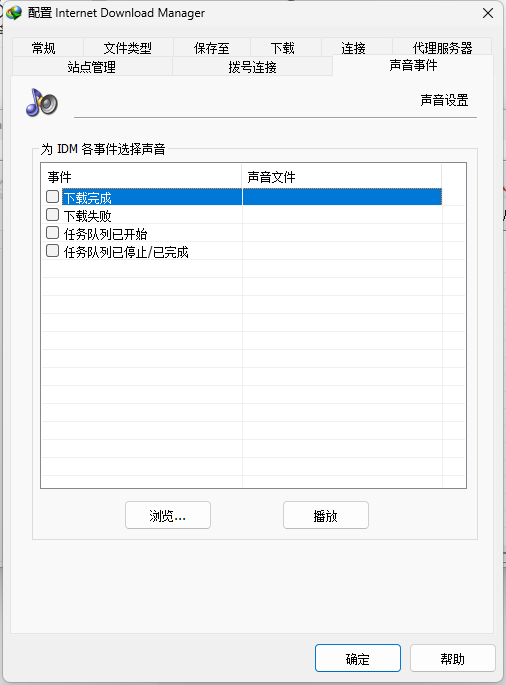 配置 Internet Download Manager
常规 文件类型 保存至 下载 连接 代理服务器
站点管理 拨号连接 声音事件
声音设置
为 IDM 各事件选择声音
事件 声音文件
下载完成
下载失败
任务队列已开始
任务队列已停止/已完成
浏览... 播放
确定 帮助